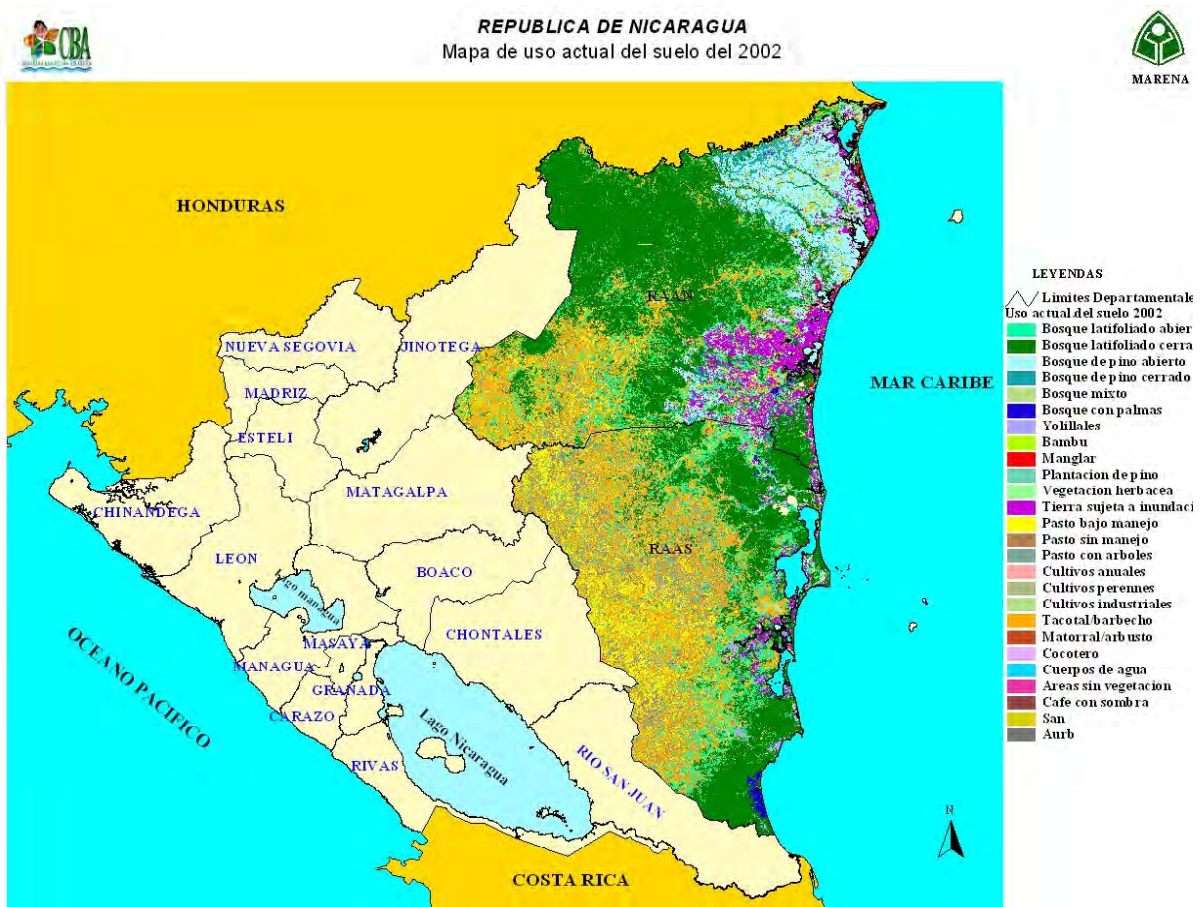 REPUBLICA DE NICARAGUA
Mapa de uso actual del suelo del 2002
CBA
MARENA
HONDURAS
RAAN
NUEVA SEGOVIA
JINOTEGA
MAR CARIBE
MADRIZ
ESTELI
MATAGALPA
CHINANDEGA
LEON
BOACO
RAAS
Lago managua
CHONTALES
MASAYA
MANAGUA
GRANADA
CARAZO
OCEANO PACIFICO
Lago Nicaragua
RIVAS
RIO SAN JUAN
COSTA RICA
N
LEYENDAS
Limites Departamentale
Uso actual del suelo 2002
Bosque latifoliado abier
Bosque latifoliado cerra
Bosque de pino abierto
Bosque de pino cerrado
Bosque mixto
Bosque con palmas
Yolillales
Bambu
Manglar
Plantacion de pino
Vegetacion herbacea
Tierra sujeta a inundaci
Pasto bajo manejo
Pasto sin manejo
Pasto con arboles
Cultivos anuales
Cultivos perennes
Cultivos industriales
Tacotal/barbecho
Matorral/arbusto
Cocotero
Cuerpos de agua
Areas sin vegetacion
Cafe con sombra
San
Aurb